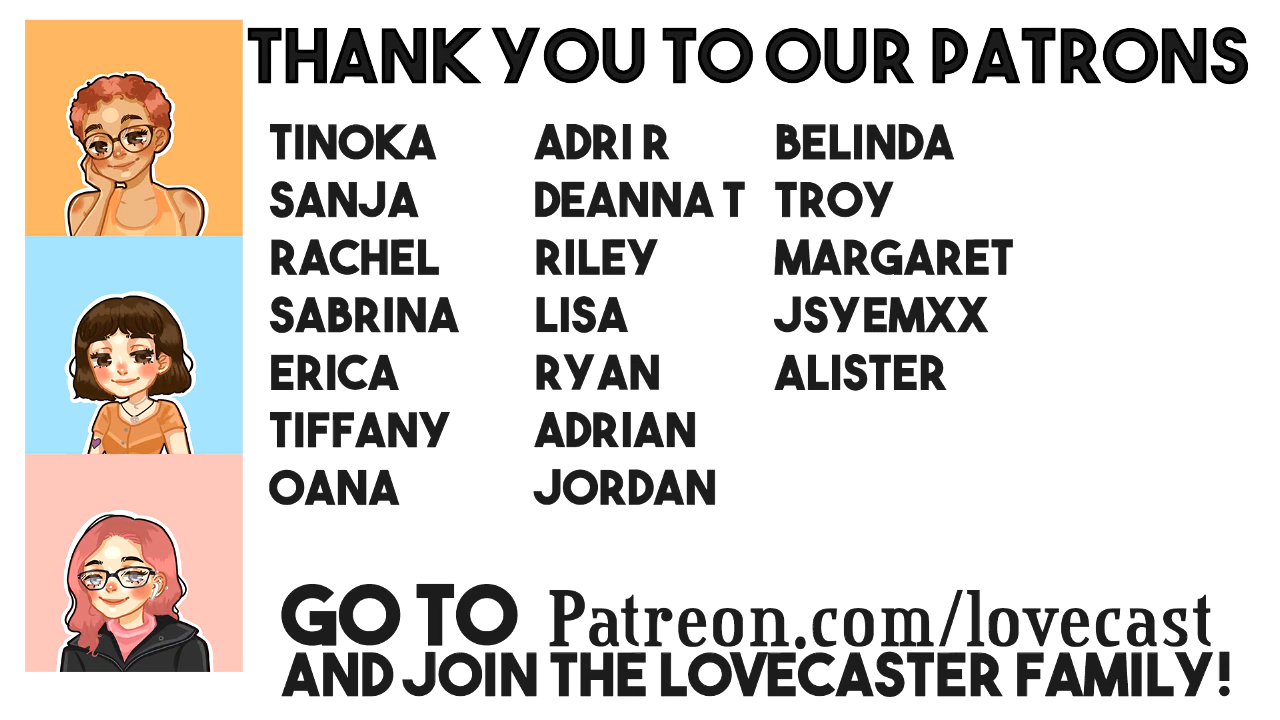 THANK YOU TO OUR PATRONS
TINOKA
SANJA
RACHEL
SABRINA
ERICA
TIFFANY
OANA
ADRI R
DEANNA T
RILEY
LISA
RYAN
ADRIAN
JORDAN
BELINDA
TROY
MARGARET
JSYEMXX
ALISTER
GO TO Patreon.com/lovecast
AND JOIN THE LOVECASTER FAMILY!